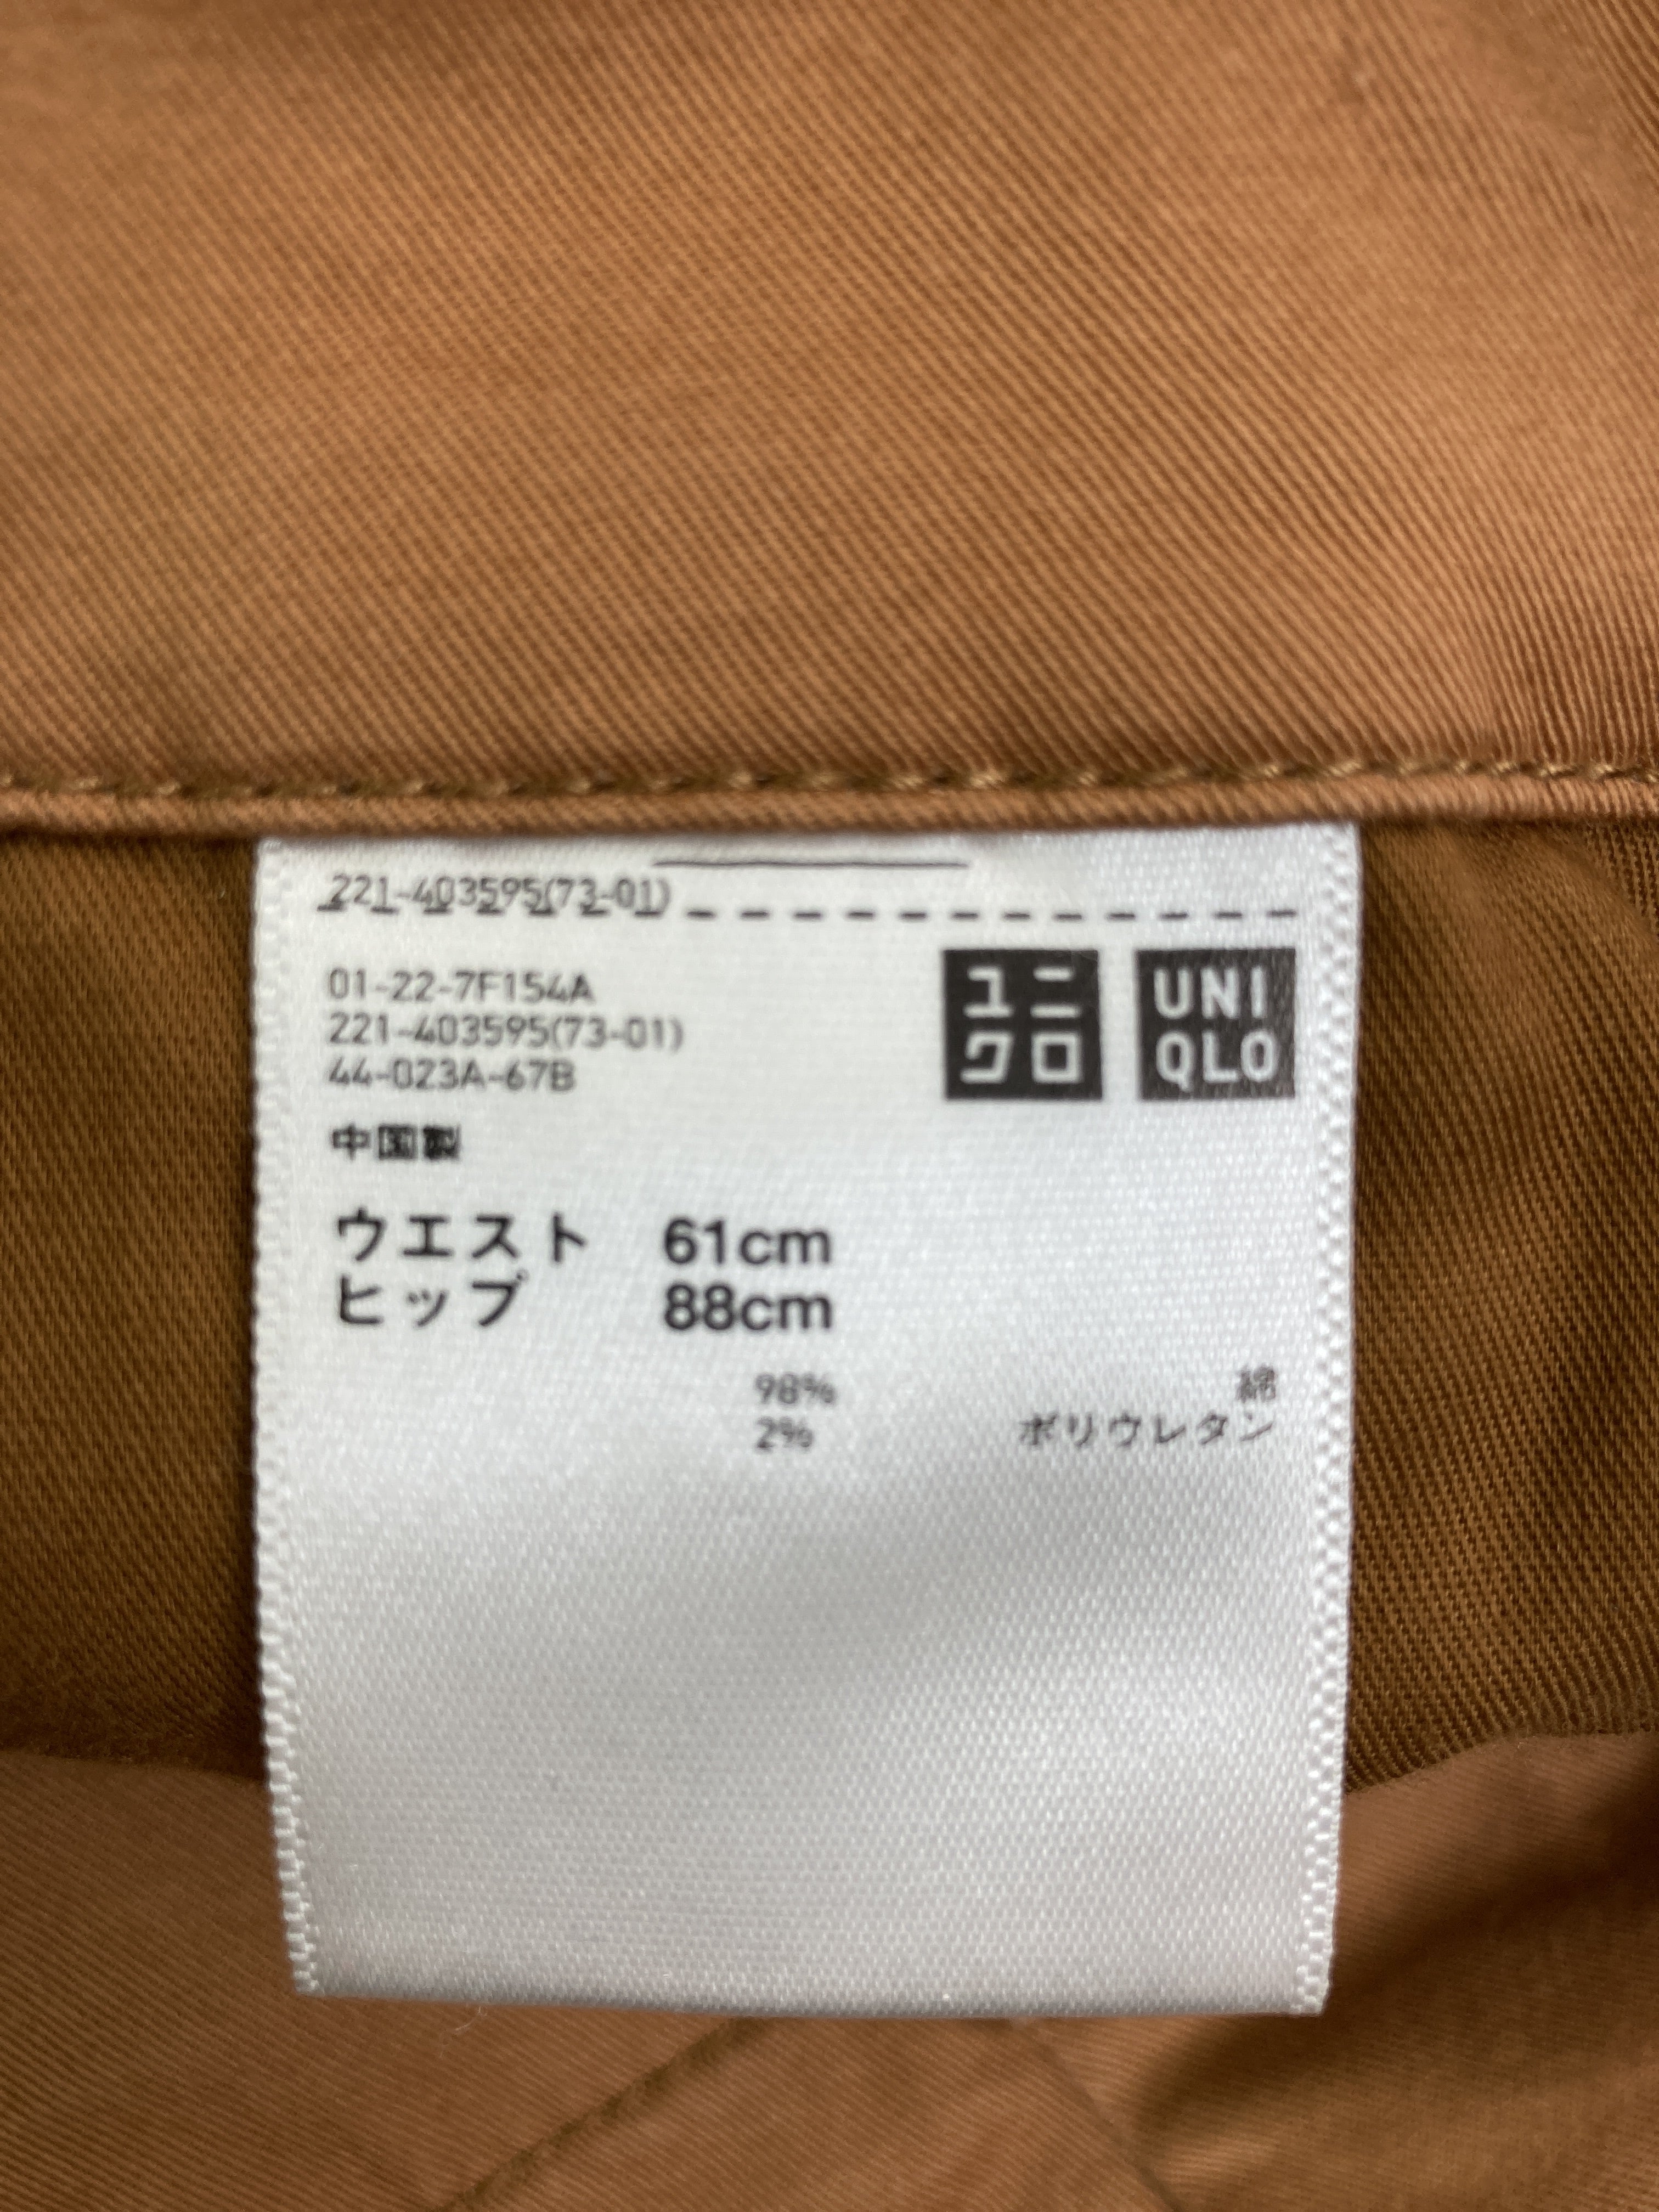 221-403595(73-01)
01-22-7F154A
221-403595(73-01)
44-023A-67B
ユニ
クロ
UNI
QLO
中国製
ウエスト 61cm
ヒップ 88cm
98% 綿
2% ポリウレタン